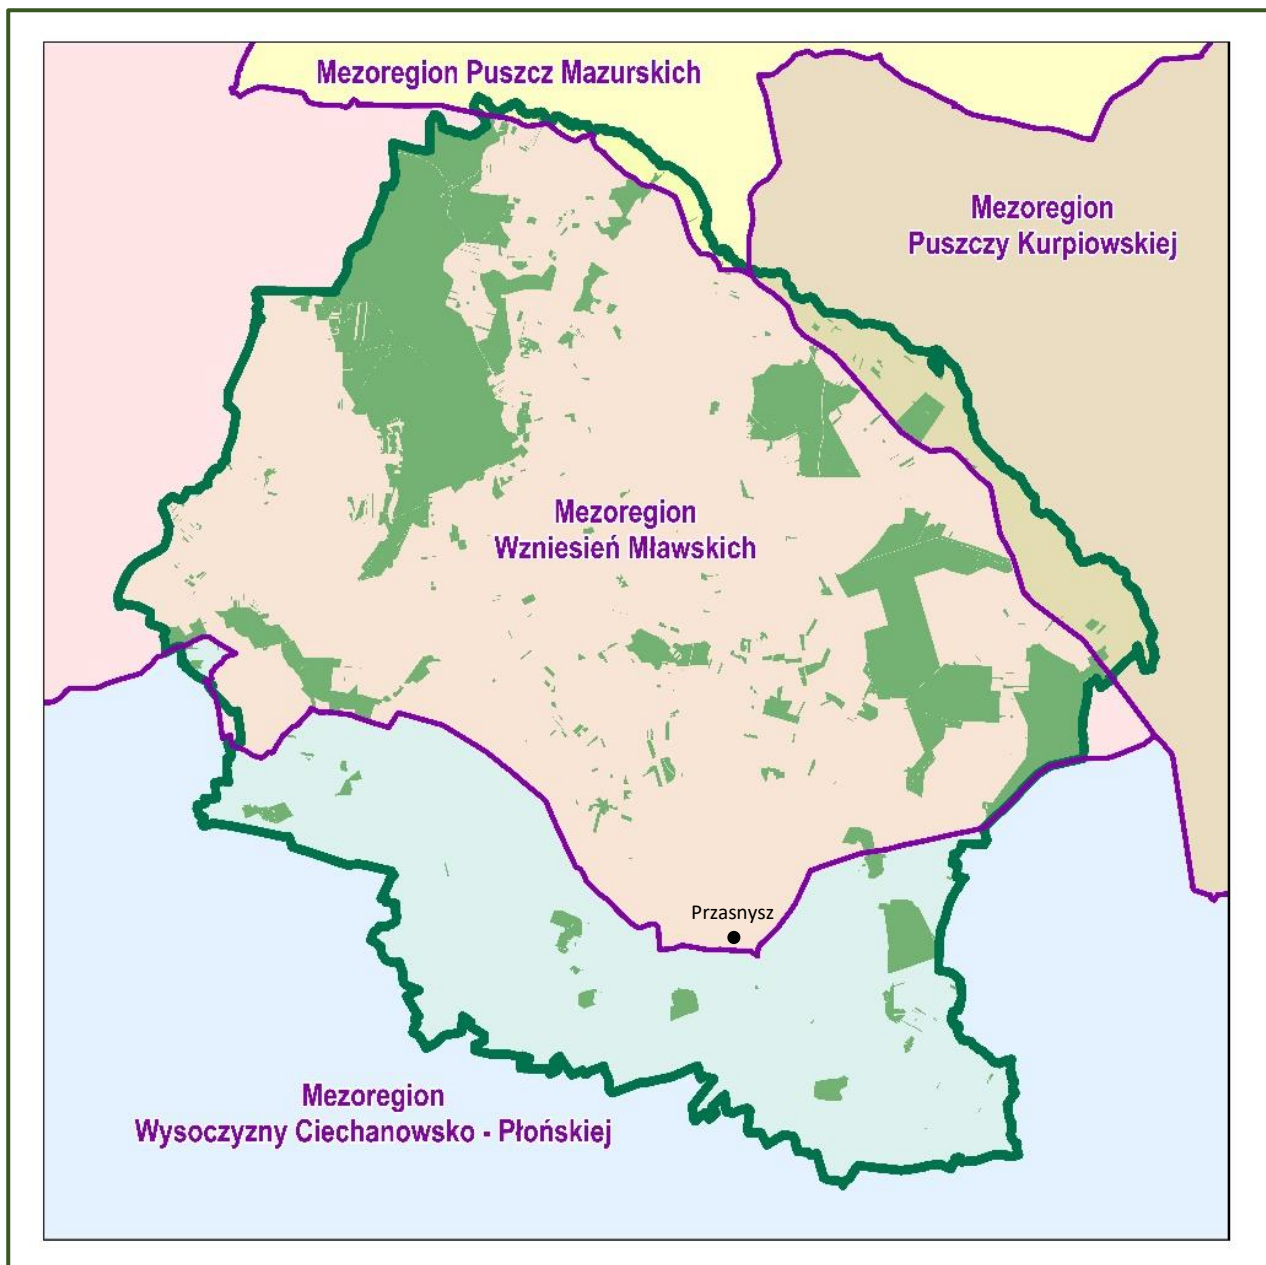 Mezoregion Puszcz Mazurskich
Mezoregion
Puszczy Kurpiowskiej
Mezoregion
Wzniesień Mławskich
Przasnysz
Mezoregion
Wysoczyzny Ciechanowsko - Płońskiej